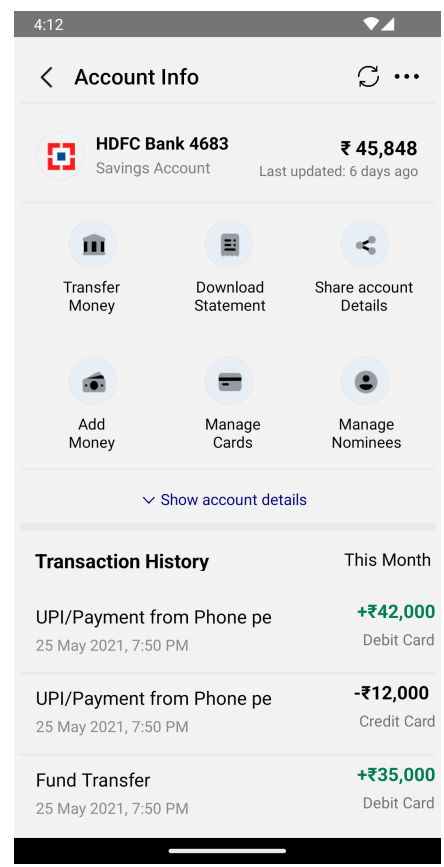 4:12
Account Info
HDFC Bank 4683
₹ 45,848
Savings Account
Last updated: 6 days ago
Transfer
Money
Download
Statement
Share account
Details
Add
Money
Manage
Cards
Manage
Nominees
Show account details
Transaction History
This Month
UPI/Payment from Phone pe
+₹42,000
25 May 2021, 7:50 PM
Debit Card
UPI/Payment from Phone pe
-₹12,000
25 May 2021, 7:50 PM
Credit Card
Fund Transfer
+₹35,000
25 May 2021, 7:50 PM
Debit Card